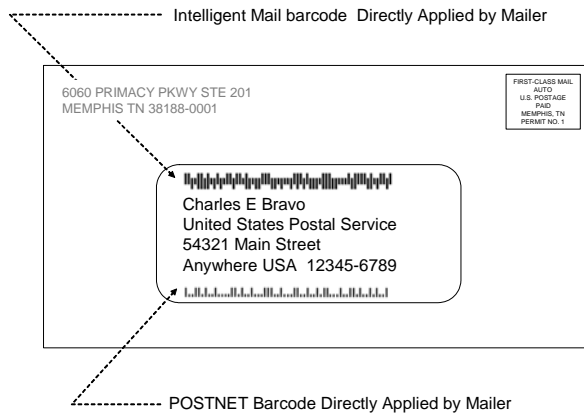 Intelligent Mail barcode  Directly Applied by Mailer
6060 PRIMACY PKWY STE 201
MEMPHIS TN 38188-0001
FIRST-CLASS MAIL
AUTO
U.S. POSTAGE
PAID
MEMPHIS, TN
PERMIT NO. 1
Charles E Bravo
United States Postal Service
54321 Main Street
Anywhere USA  12345-6789
POSTNET Barcode Directly Applied by Mailer